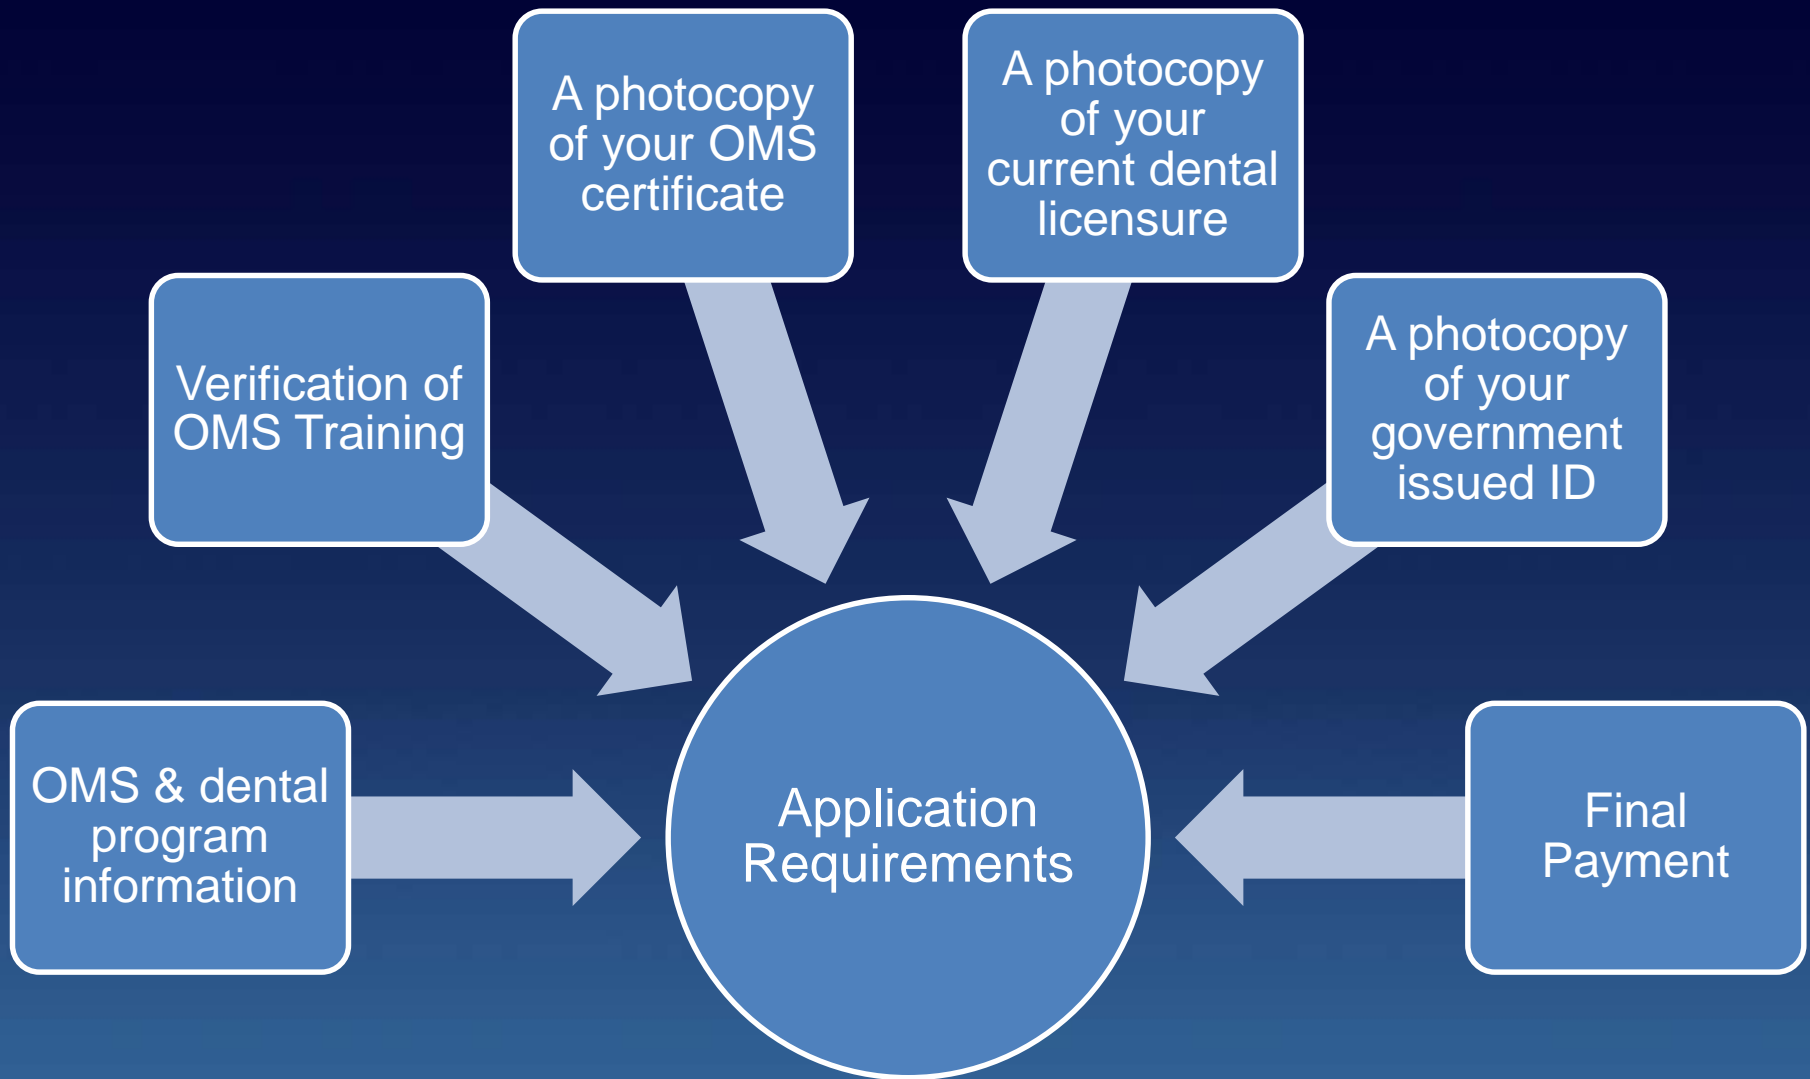 A photocopy
of your OMS
certificate
A photocopy
of your
current dental
licensure
Verification of
OMS Training
A photocopy
of your
government
issued ID
OMS & dental
program
information
Application
Requirements
Final
Payment